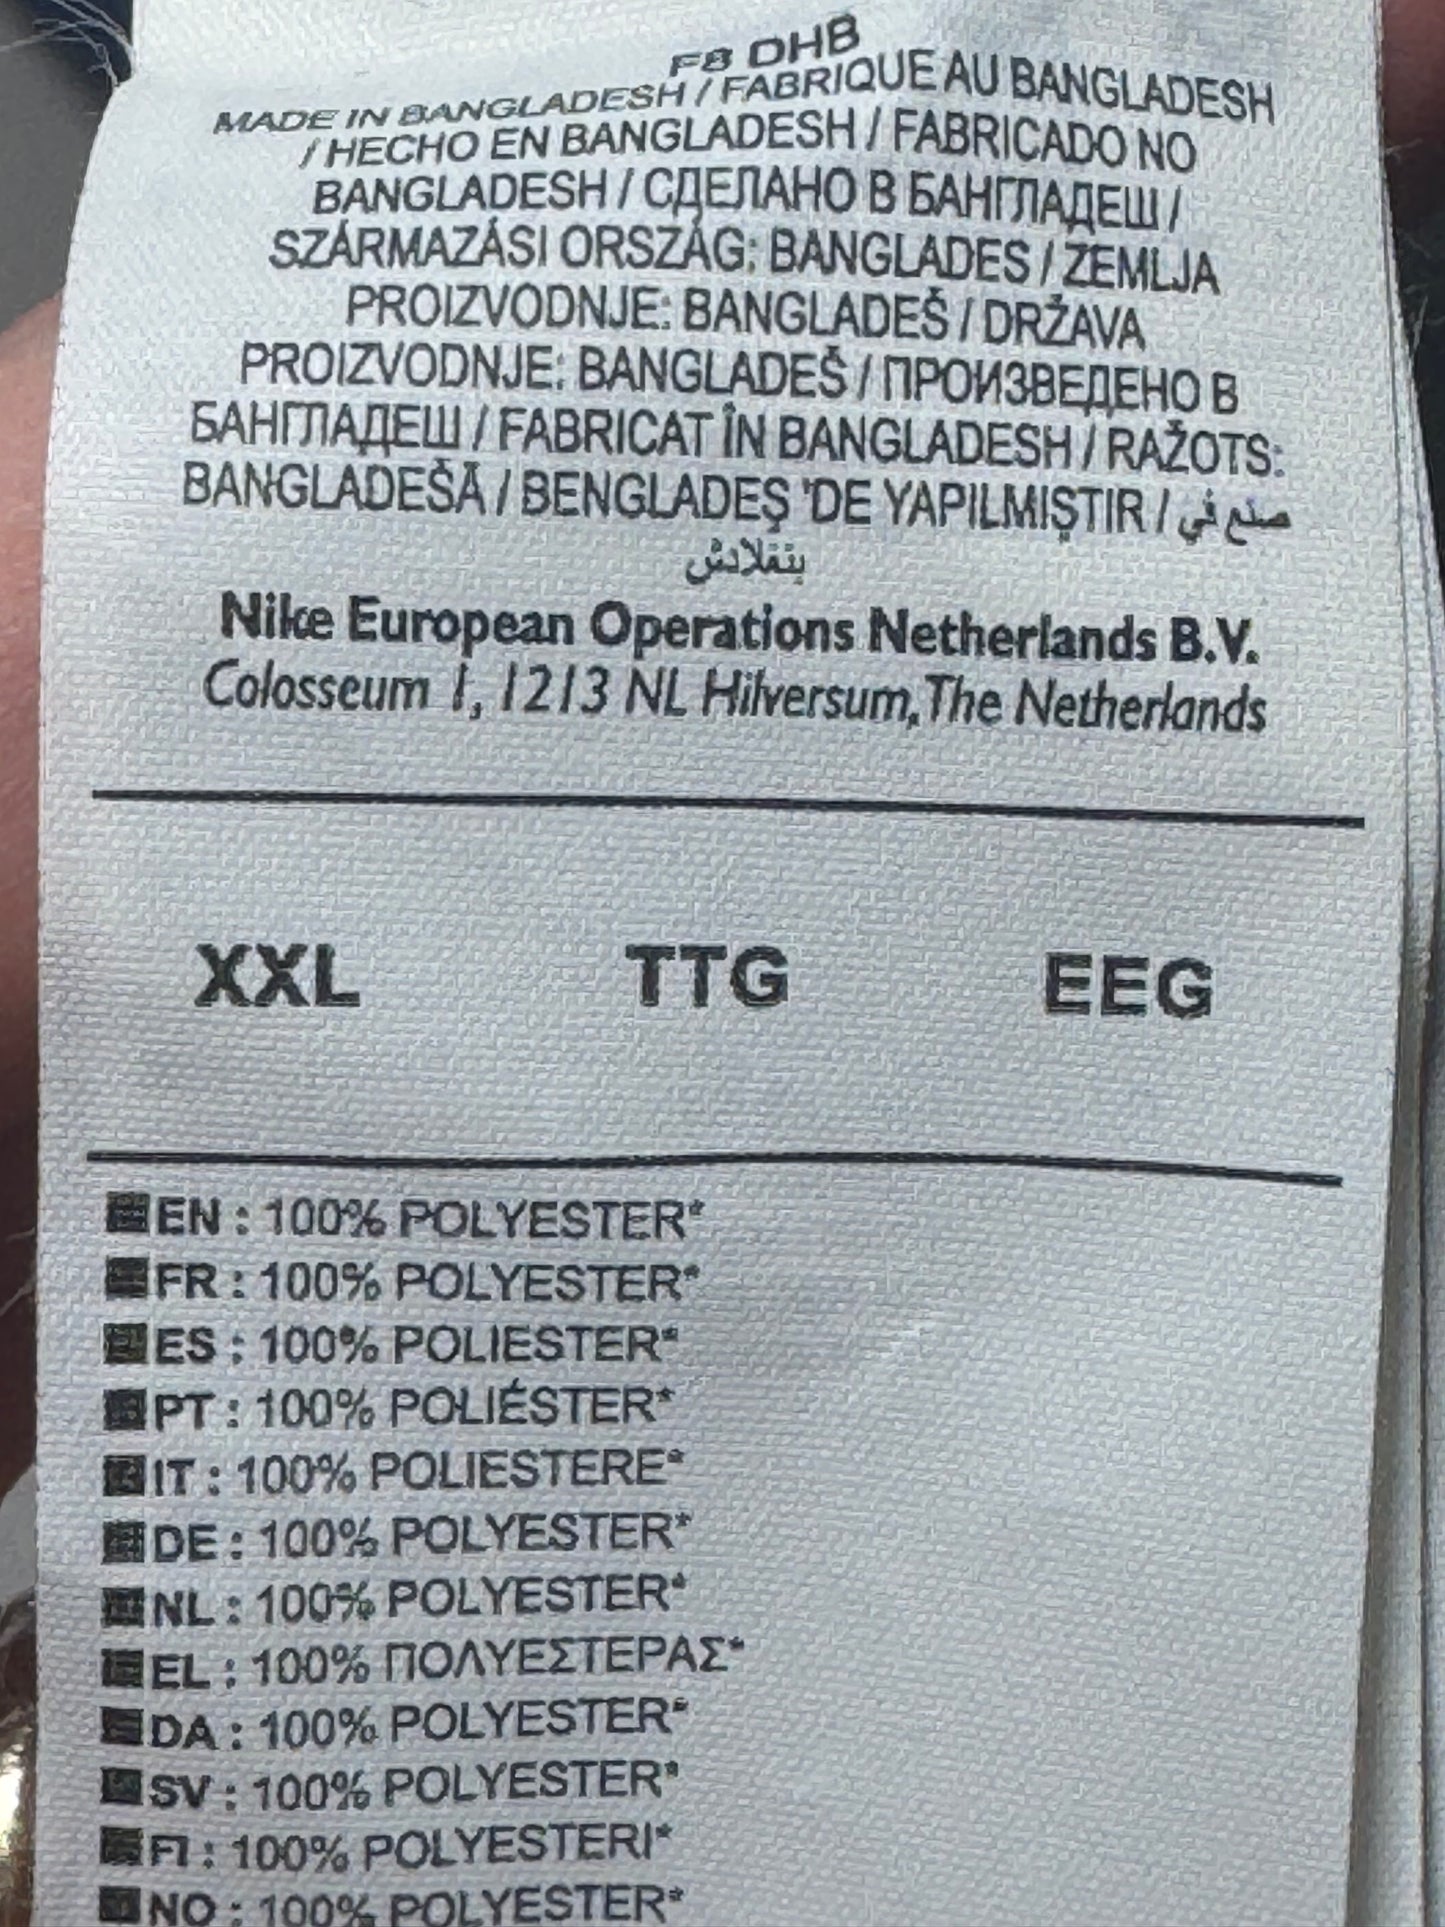 F8 DHB
MADE IN BANGLADESH / FABRIQUE AU BANGLADESH
/ HECHO EN BANGLADESH / FABRICADO NO
BANGLADESH / СДЕЛАНО В БАНГЛАДЕШ /
SZÁRMAZÁSI ORSZÁG: BANGLADES / ZEMLJA
PROIZVODNJE: BANGLADEŠ / DRŽAVA
PROIZVODNJE: BANGLADEŠ / ПРОИЗВЕДЕНО В
БАНГЛАДЕШ / FABRICAT ÎN BANGLADESH / RAŽOTS:
BANGLADEŠĀ / BENGLADEŞ 'DE YAPILMIŞTIR / صنع في
بنقلادش
Nike European Operations Netherlands B.V.
Colosseum 1, 1213 NL Hilversum, The Netherlands
XXL TTG EEG
EN : 100% POLYESTER*
FR : 100% POLYESTER*
ES : 100% POLIESTER*
PT : 100% POLIÉSTER*
IT : 100% POLIESTERE*
DE : 100% POLYESTER*
NL : 100% POLYESTER*
EL : 100% ΠΟΛΥΕΣΤΕΡΑΣ*
DA : 100% POLYESTER*
SV : 100% POLYESTER*
FI : 100% POLYESTERI*
NO : 100% POLYESTER*